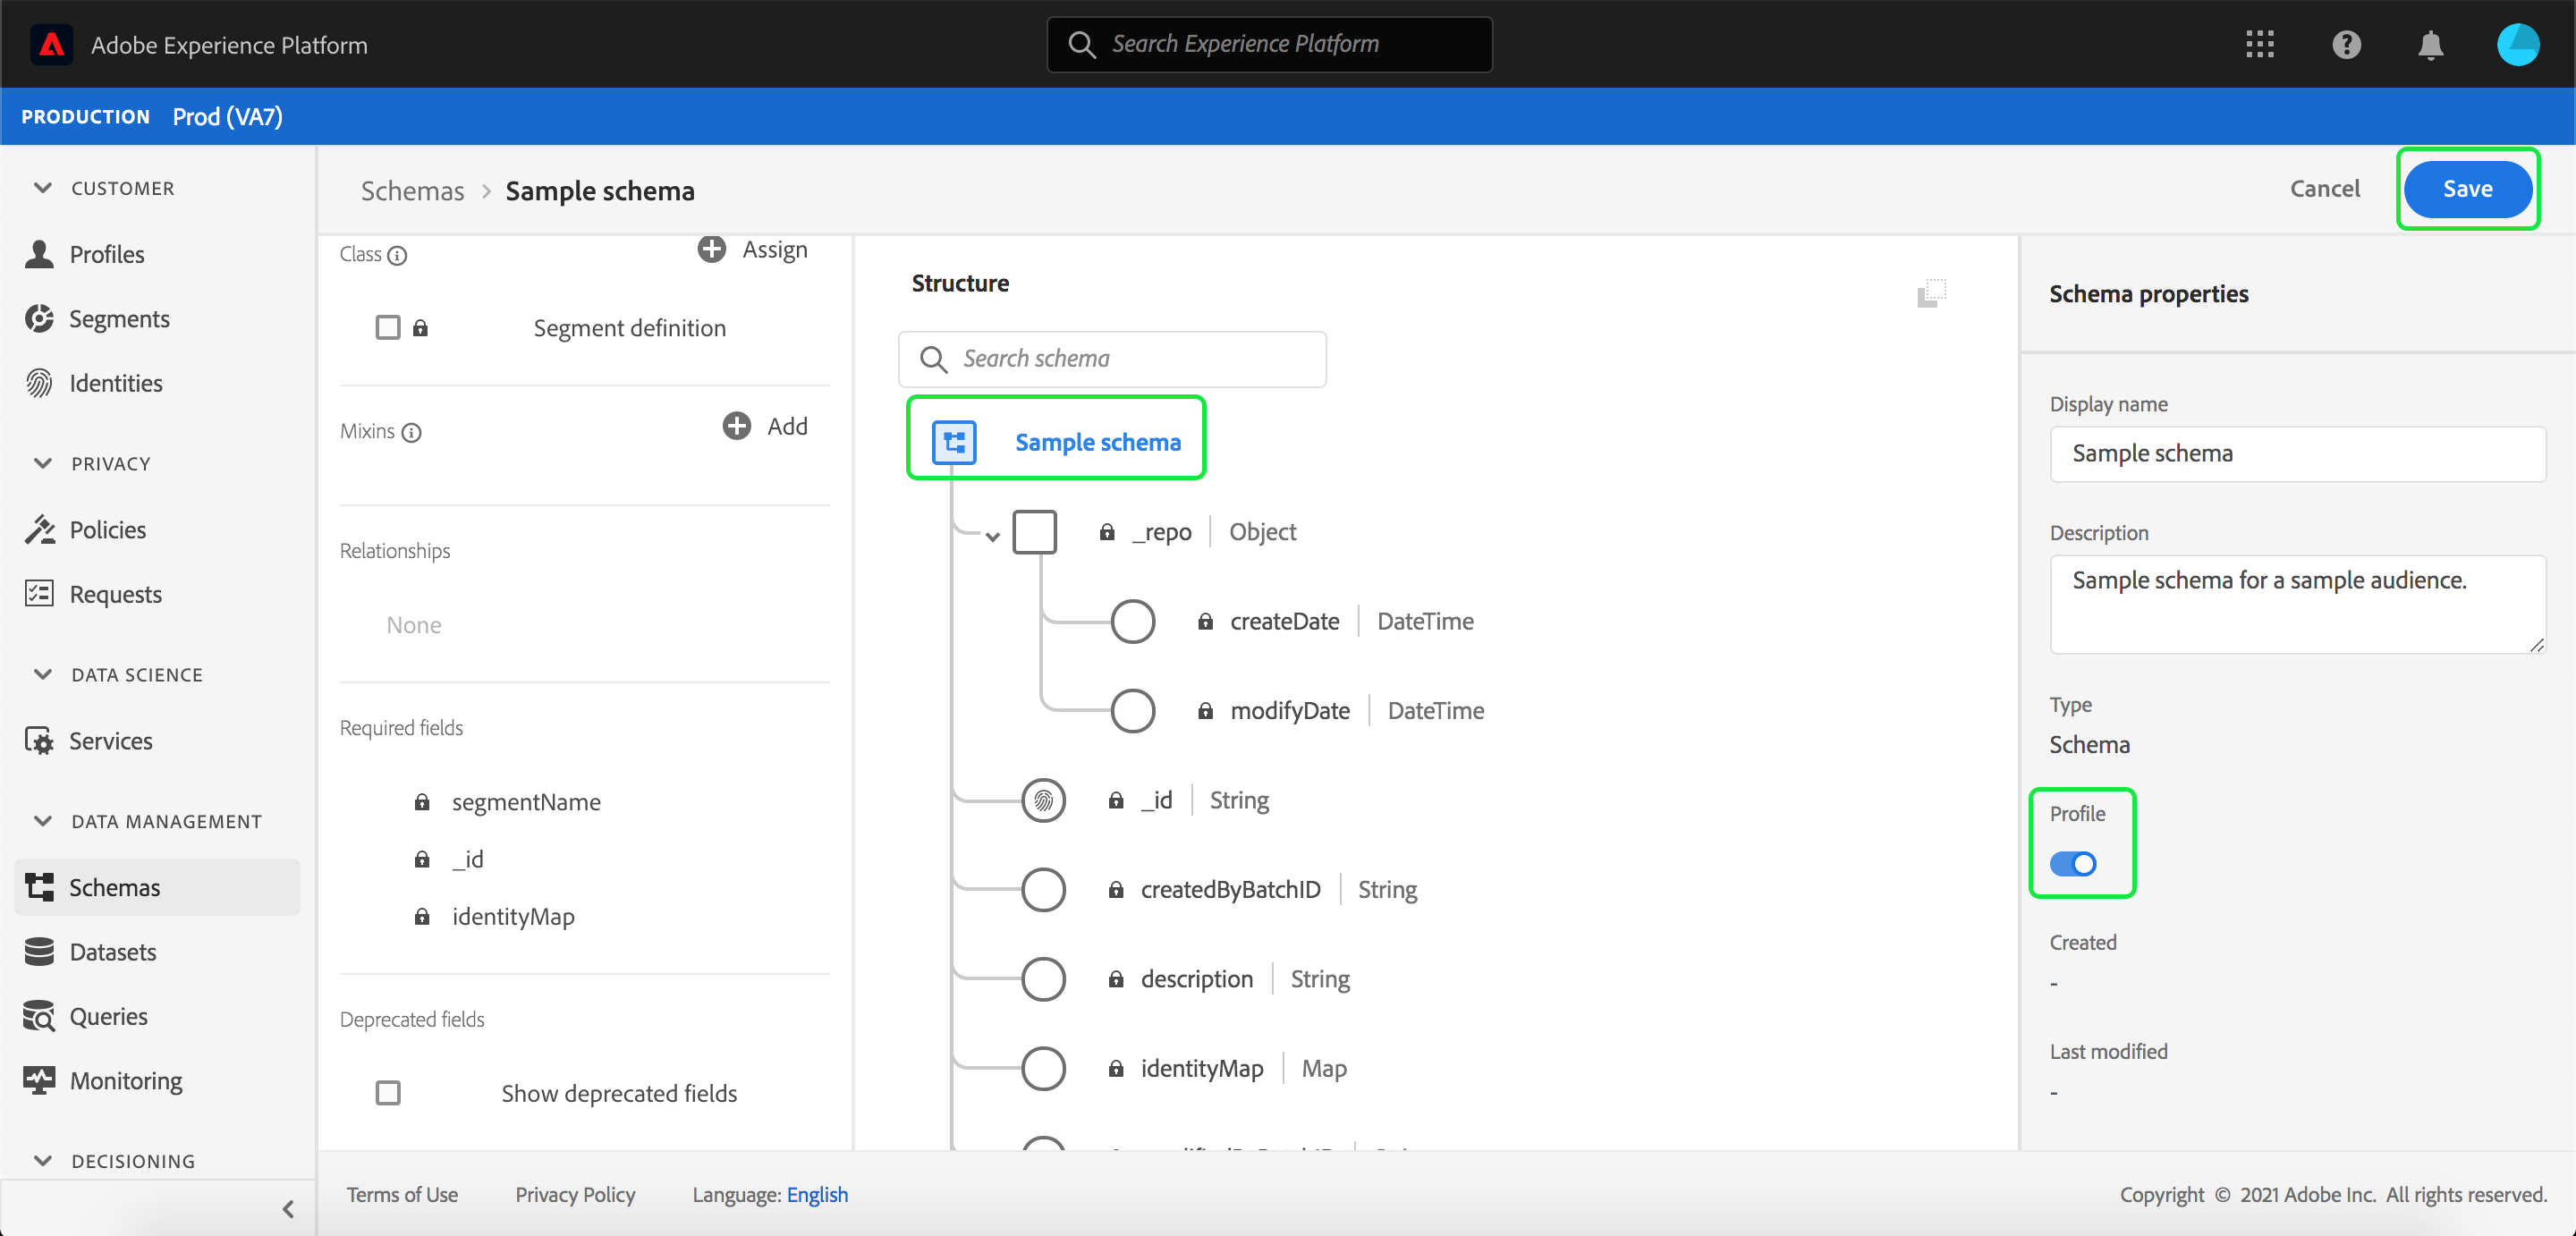 Adobe Experience Platform
Search Experience Platform
PRODUCTION Prod (VA7)
CUSTOMER
Profiles
Segments
Identities
PRIVACY
Policies
Requests
DATA SCIENCE
Services
DATA MANAGEMENT
Schemas
Datasets
Queries
Monitoring
DECISIONING
Schemas > Sample schema
Cancel
Save
Class
Assign
Segment definition
Mixins
Add
Relationships
None
Required fields
segmentName
_id
identityMap
Deprecated fields
Show deprecated fields
Structure
Search schema
Sample schema
_repo | Object
createDate | DateTime
modifyDate | DateTime
_id | String
createdByBatchID | String
description | String
identityMap | Map
Schema properties
Display name
Sample schema
Description
Sample schema for a sample audience.
Type
Schema
Profile
Created
-
Last modified
-
Terms of Use
Privacy Policy
Language: English
Copyright © 2021 Adobe Inc. All rights reserved.